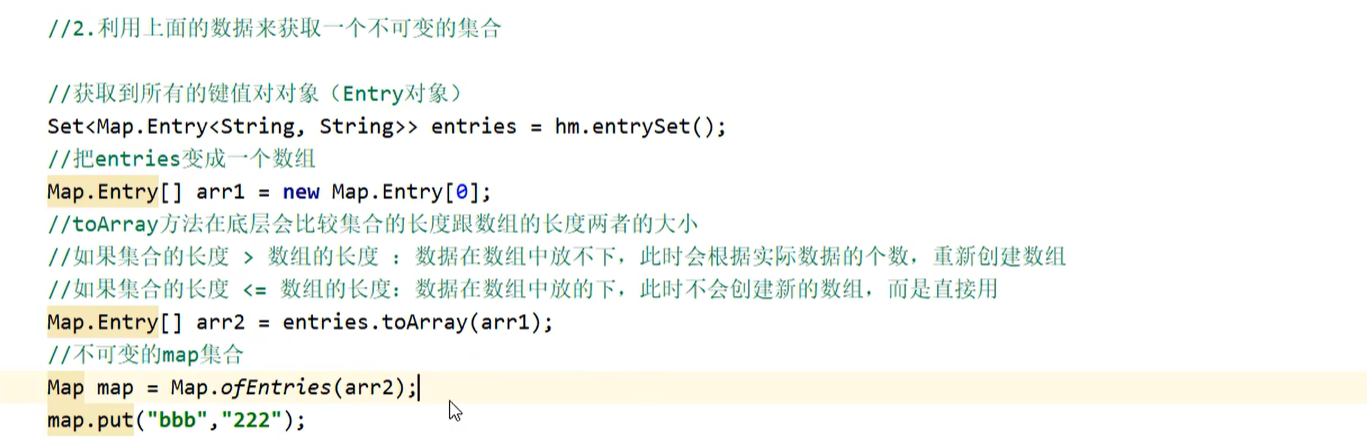 //2.利用上面的数据来获取一个不可变的集合
//获取到所有的键值对对象（Entry对象）
Set<Map.Entry<String, String>> entries = hm.entrySet();
//把entries变成一个数组
Map.Entry[] arr1 = new Map.Entry[0];
//toArray方法在底层会比较集合的长度跟数组的长度两者的大小
//如果集合的长度 > 数组的长度 ：数据在数组中放不下，此时会根据实际数据的个数，重新创建数组
//如果集合的长度 <= 数组的长度：数据在数组中放的下，此时不会创建新的数组，而是直接用
Map.Entry[] arr2 = entries.toArray(arr1);
//不可变的map集合
Map map = Map.ofEntries(arr2);
map.put("bbb","222");